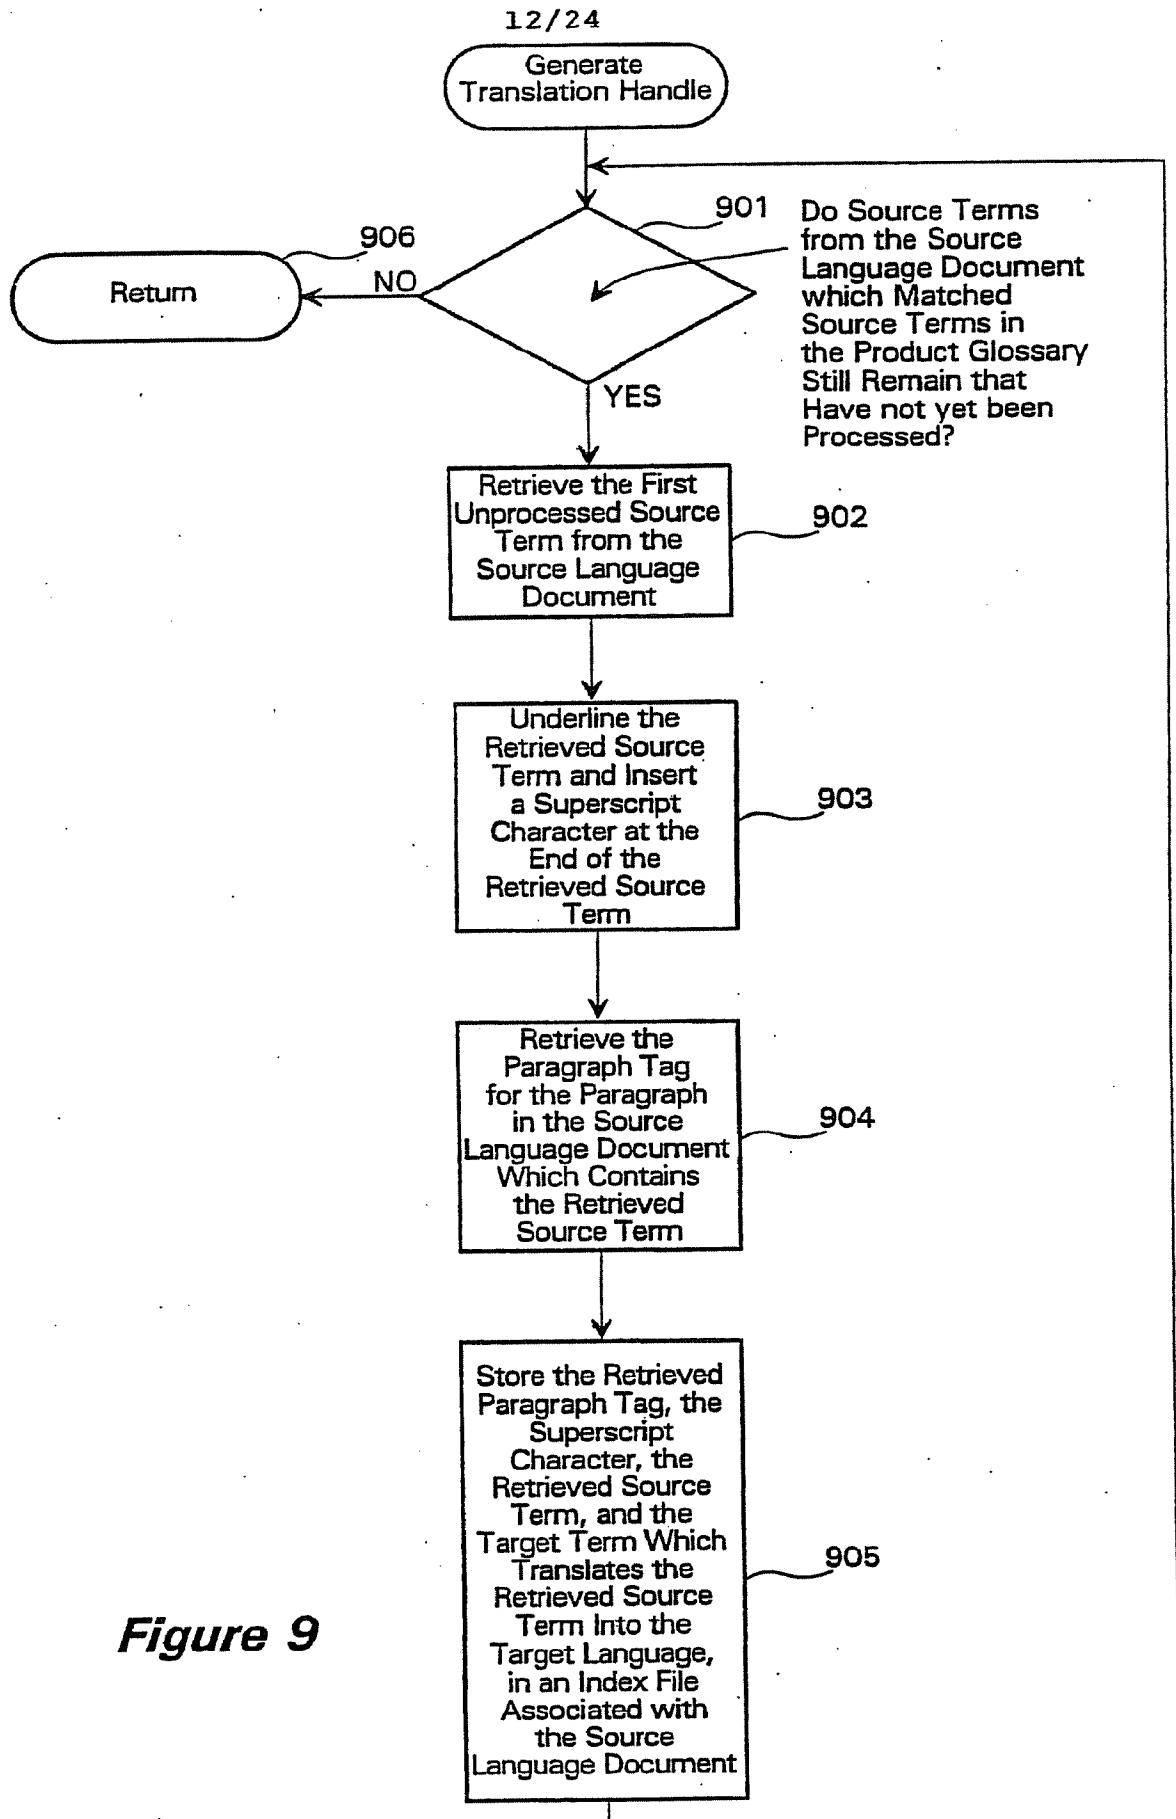 12/24
Generate
Translation Handle
901
Do Source Terms
from the Source
Language Document
which Matched
Source Terms in
the Product Glossary
Still Remain that
Have not yet been
Processed?
906
Return
NO
YES
Retrieve the First
Unprocessed Source
Term from the
Source Language
Document
902
Underline the
Retrieved Source
Term and Insert
a Superscript
Character at the
End of the
Retrieved Source
Term
903
Retrieve the
Paragraph Tag
for the Paragraph
in the Source
Language Document
Which Contains
the Retrieved
Source Term
904
Store the Retrieved
Paragraph Tag, the
Superscript
Character, the
Retrieved Source
Term, and the
Target Term Which
Translates the
Retrieved Source
Term Into the
Target Language,
in an Index File
Associated with
the Source
Language Document
905
Figure 9